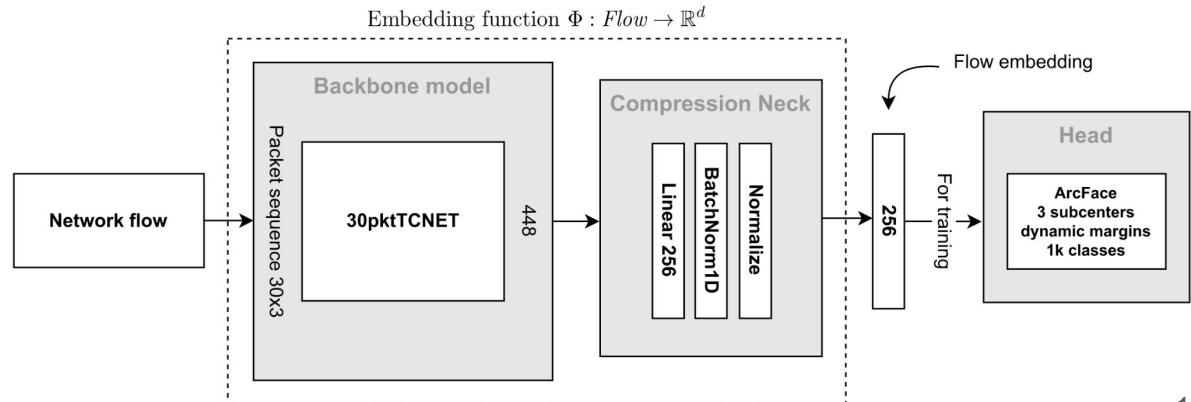 Embedding function Φ : Flow → ℝᵈ
Backbone model
Packet sequence 30x3
30pktTCNET
448
Network flow
Compression Neck
Linear 256
BatchNorm1D
Normalize
Flow embedding
256
For training
Head
ArcFace
3 subcenters
dynamic margins
1k classes